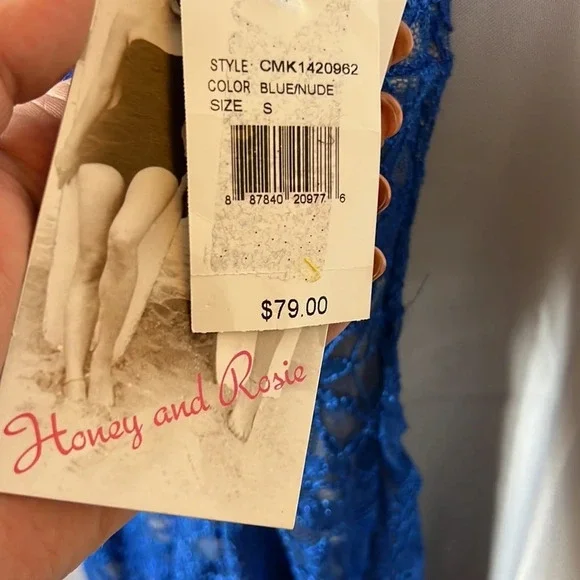 STYLE: CMK1420962
COLOR BLUE/NUDE
SIZE S
8 87840 20977 6
$79.00
Honey and Rosie